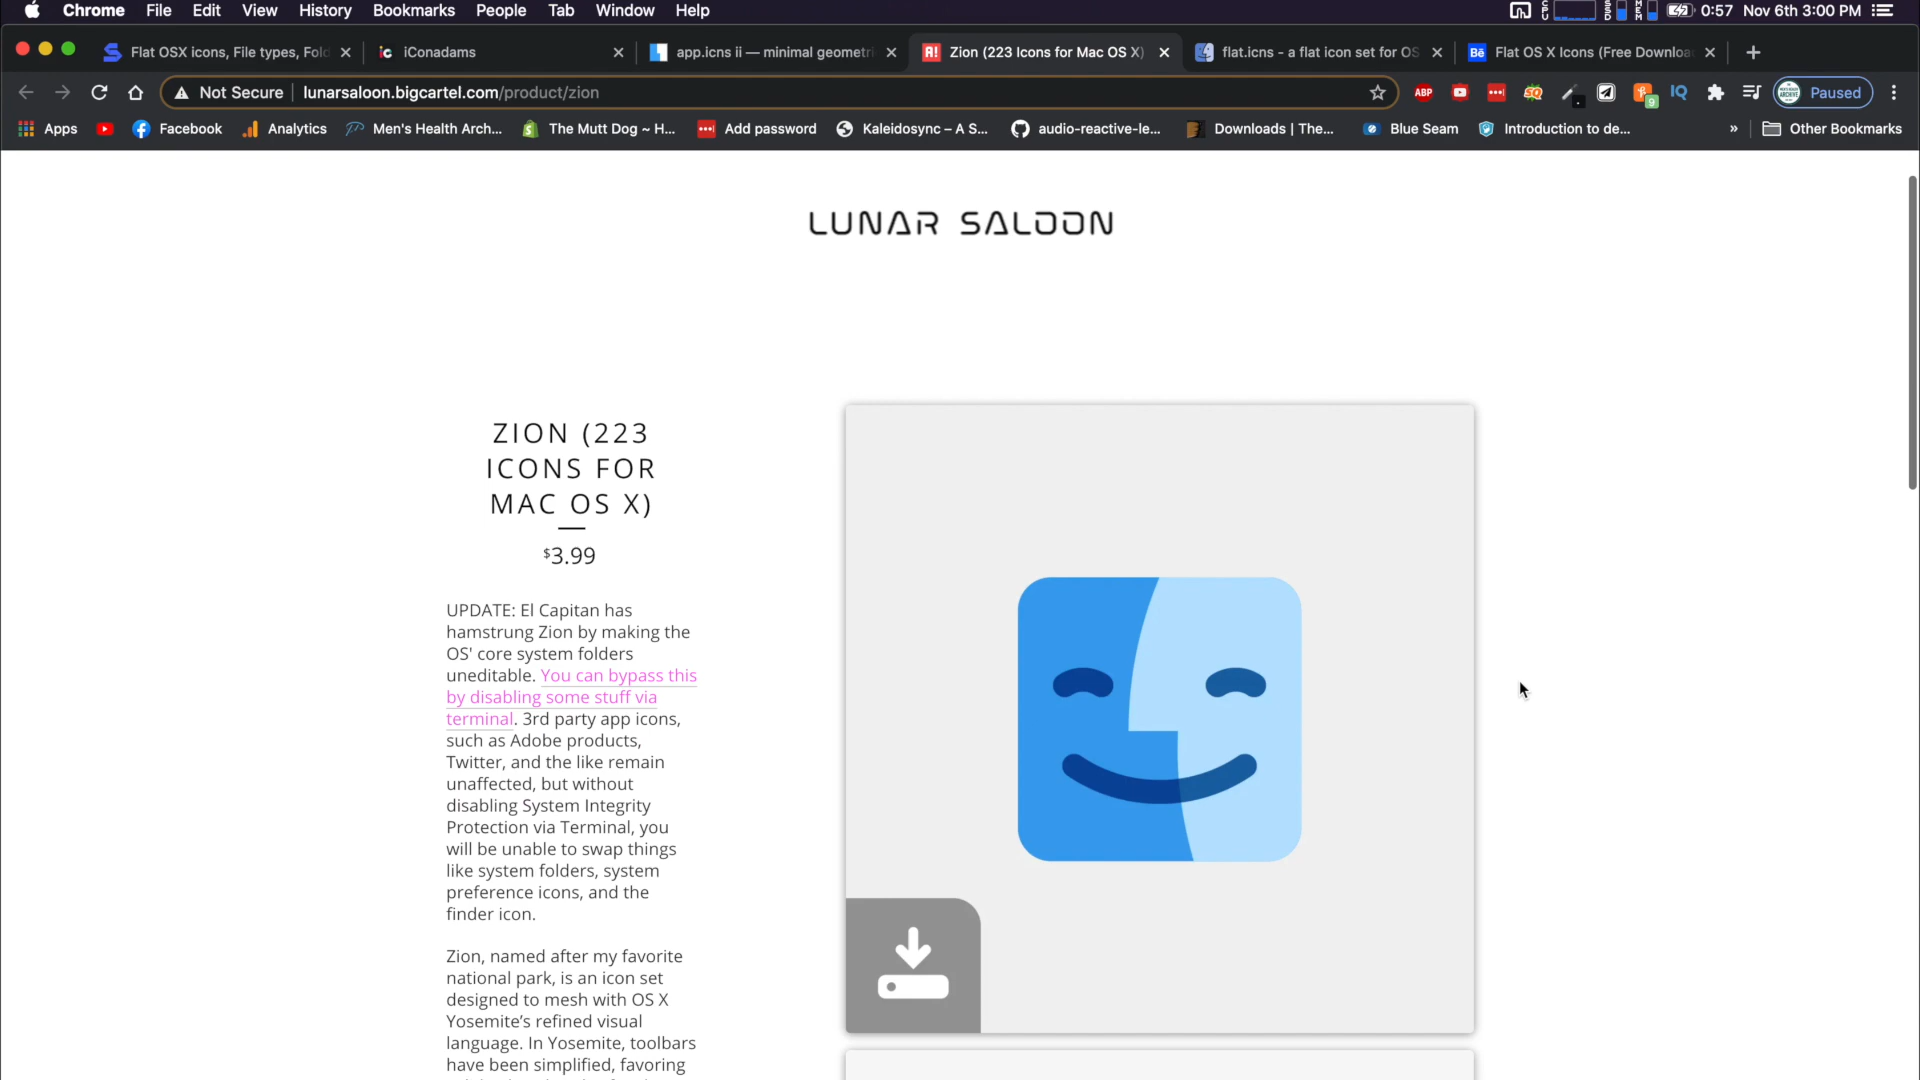 Chrome File Edit View History Bookmarks People Tab Window Help
CPU SSD MEM 0:57 Nov 6th 3:00 PM
Flat OSX icons, File types, Fol
iConadams
app.icns ii — minimal geometri
A! Zion (223 Icons for Mac OS X)
flat.icns - a flat icon set for OS
Bē Flat OS X Icons (Free Downloa
Not Secure | lunarsaloon.bigcartel.com/product/zion
ABP SQ 9 IQ Paused
Apps Facebook Analytics Men's Health Arch... The Mutt Dog ~ H... Add password Kaleidosync – A S... audio-reactive-le... Downloads | The... Blue Seam Introduction to de... » Other Bookmarks
LUNAR SALOON
ZION (223
ICONS FOR
MAC OS X)
$3.99
UPDATE: El Capitan has
hamstrung Zion by making the
OS' core system folders
uneditable. You can bypass this
by disabling some stuff via
terminal. 3rd party app icons,
such as Adobe products,
Twitter, and the like remain
unaffected, but without
disabling System Integrity
Protection via Terminal, you
will be unable to swap things
like system folders, system
preference icons, and the
finder icon.
Zion, named after my favorite
national park, is an icon set
designed to mesh with OS X
Yosemite's refined visual
language. In Yosemite, toolbars
have been simplified, favoring